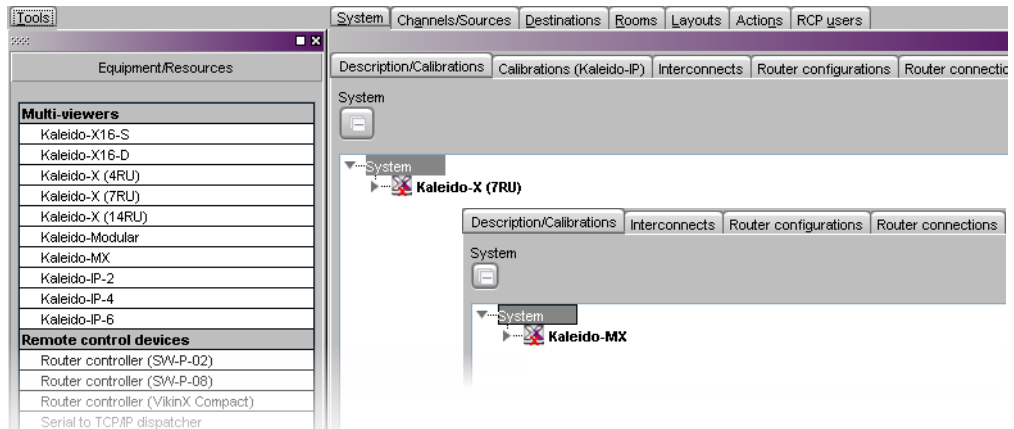 Tools
System Channels/Sources Destinations Rooms Layouts Actions RCP users
Equipment/Resources
Multi-viewers
Kaleido-X16-S
Kaleido-X16-D
Kaleido-X (4RU)
Kaleido-X (7RU)
Kaleido-X (14RU)
Kaleido-Modular
Kaleido-MX
Kaleido-IP-2
Kaleido-IP-4
Kaleido-IP-6
Remote control devices
Router controller (SW-P-02)
Router controller (SW-P-08)
Router controller (VikinX Compact)
Serial to TCP/IP dispatcher
Description/Calibrations Calibrations (Kaleido-IP) Interconnects Router configurations Router connectio
System
System
Kaleido-X (7RU)
Description/Calibrations Interconnects Router configurations Router connections
System
System
Kaleido-MX